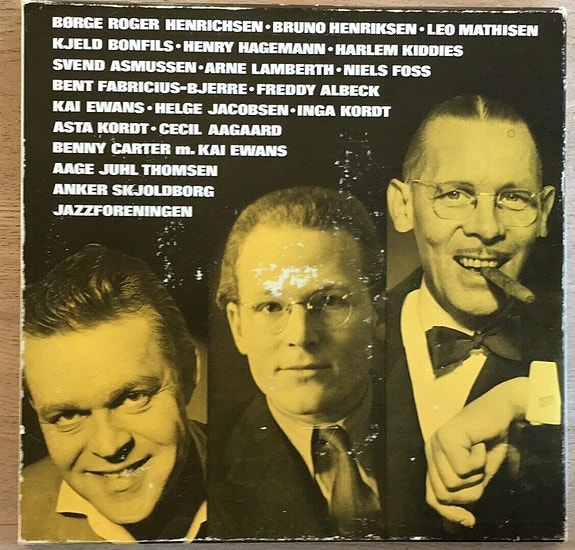 BØRGE ROGER HENRICHSEN • BRUNO HENRIKSEN • LEO MATHISEN
KJELD BONFILS • HENRY HAGEMANN • HARLEM KIDDIES
SVEND ASMUSSEN • ARNE LAMBERTH • NIELS FOSS
BENT FABRICIUS-BJERRE • FREDDY ALBECK
KAI EWANS • HELGE JACOBSEN • INGA KORDT
ASTA KORDT • CECIL AAGAARD
BENNY CARTER m. KAI EWANS
AAGE JUHL THOMSEN
ANKER SKJOLDBORG
JAZZFORENINGEN